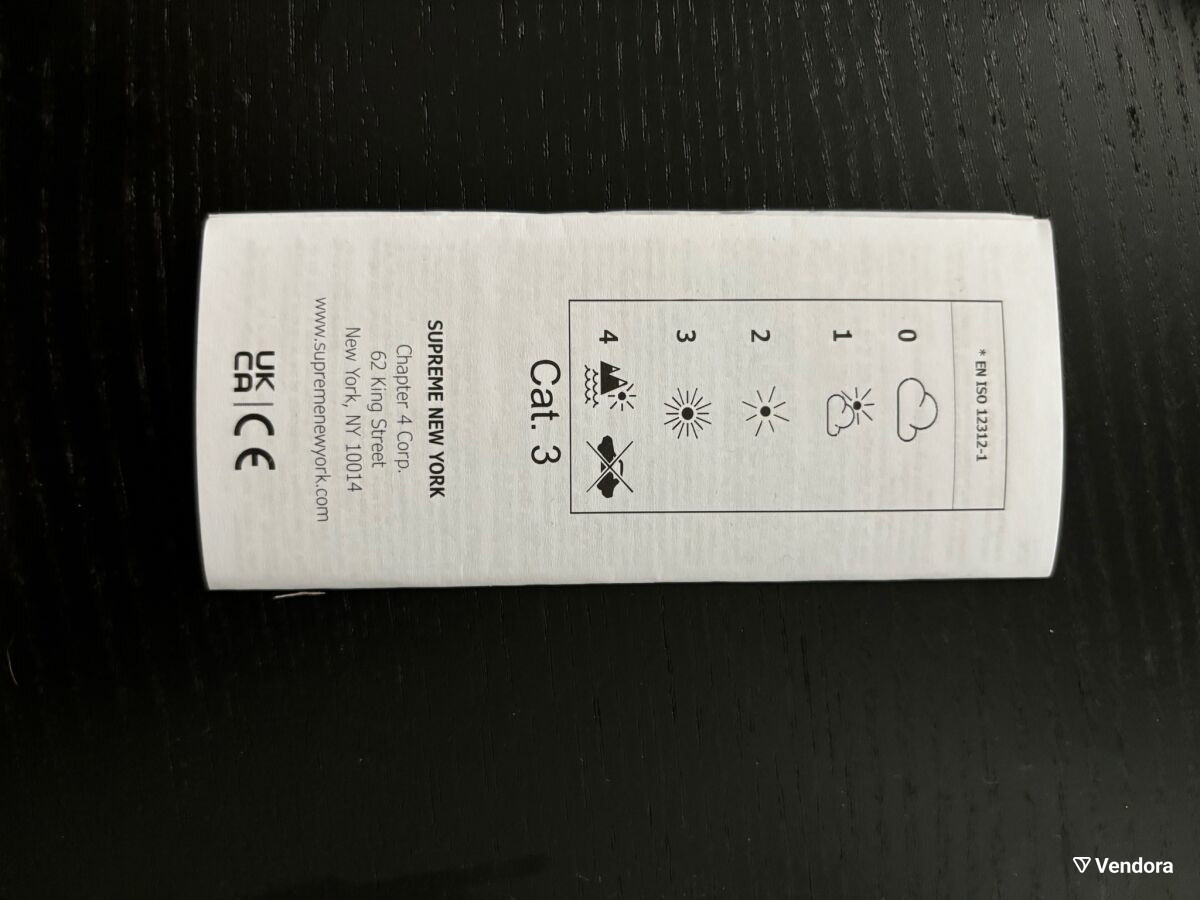 * EN ISO 12312-1
0
1
2
3
4
Cat. 3
SUPREME NEW YORK
Chapter 4 Corp.
62 King Street
New York, NY 10014
www.supremenewyork.com
UK
CA
CE
Vendora